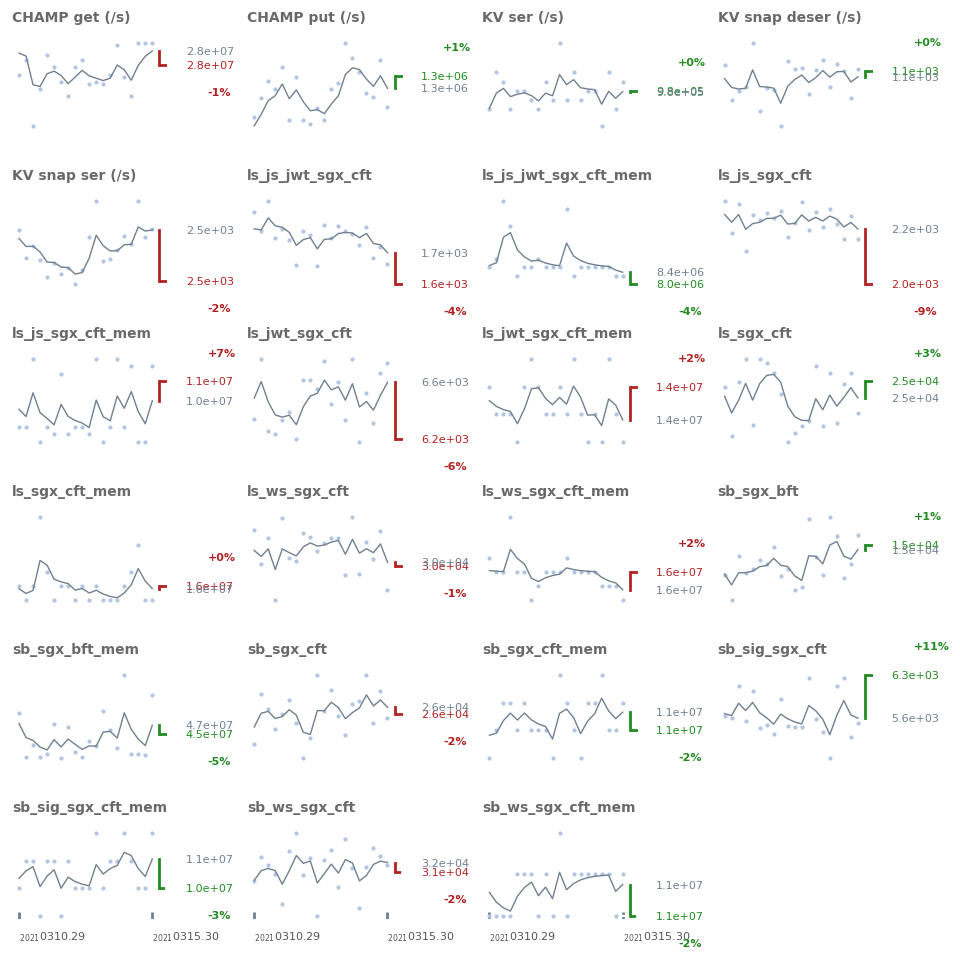 CHAMP get (/s)
2.8e+07
2.8e+07
-1%
CHAMP put (/s)
+1%
1.3e+06
1.3e+06
KV ser (/s)
+0%
KV snap deser (/s)
+0%
1.1e+03
1.1e+03
KV snap ser (/s)
2.5e+03
2.5e+03
-2%
ls_js_jwt_sgx_cft
1.7e+03
1.6e+03
-4%
ls_js_jwt_sgx_cft_mem
8.4e+06
8.0e+06
-4%
ls_js_sgx_cft
2.2e+03
2.0e+03
-9%
ls_js_sgx_cft_mem
+7%
1.1e+07
1.0e+07
ls_jwt_sgx_cft
6.6e+03
6.2e+03
-6%
ls_jwt_sgx_cft_mem
+2%
1.4e+07
1.4e+07
ls_sgx_cft
+3%
2.5e+04
2.5e+04
ls_sgx_cft_mem
+0%
1.6e+07
1.6e+07
ls_ws_sgx_cft
3.0e+04
3.0e+04
-1%
ls_ws_sgx_cft_mem
+2%
1.6e+07
1.6e+07
sb_sgx_bft
+1%
1.5e+04
1.5e+04
sb_sgx_bft_mem
4.7e+07
4.5e+07
-5%
sb_sgx_cft
2.6e+04
2.6e+04
-2%
sb_sgx_cft_mem
1.1e+07
1.1e+07
-2%
sb_sig_sgx_cft
+11%
6.3e+03
5.6e+03
sb_sig_sgx_cft_mem
1.1e+07
1.0e+07
-3%
2021 0310.29
2021 0315.30
sb_ws_sgx_cft
3.2e+04
3.1e+04
-2%
2021 0310.29
2021 0315.30
sb_ws_sgx_cft_mem
1.1e+07
1.1e+07
-2%
2021 0310.29
2021 0315.30